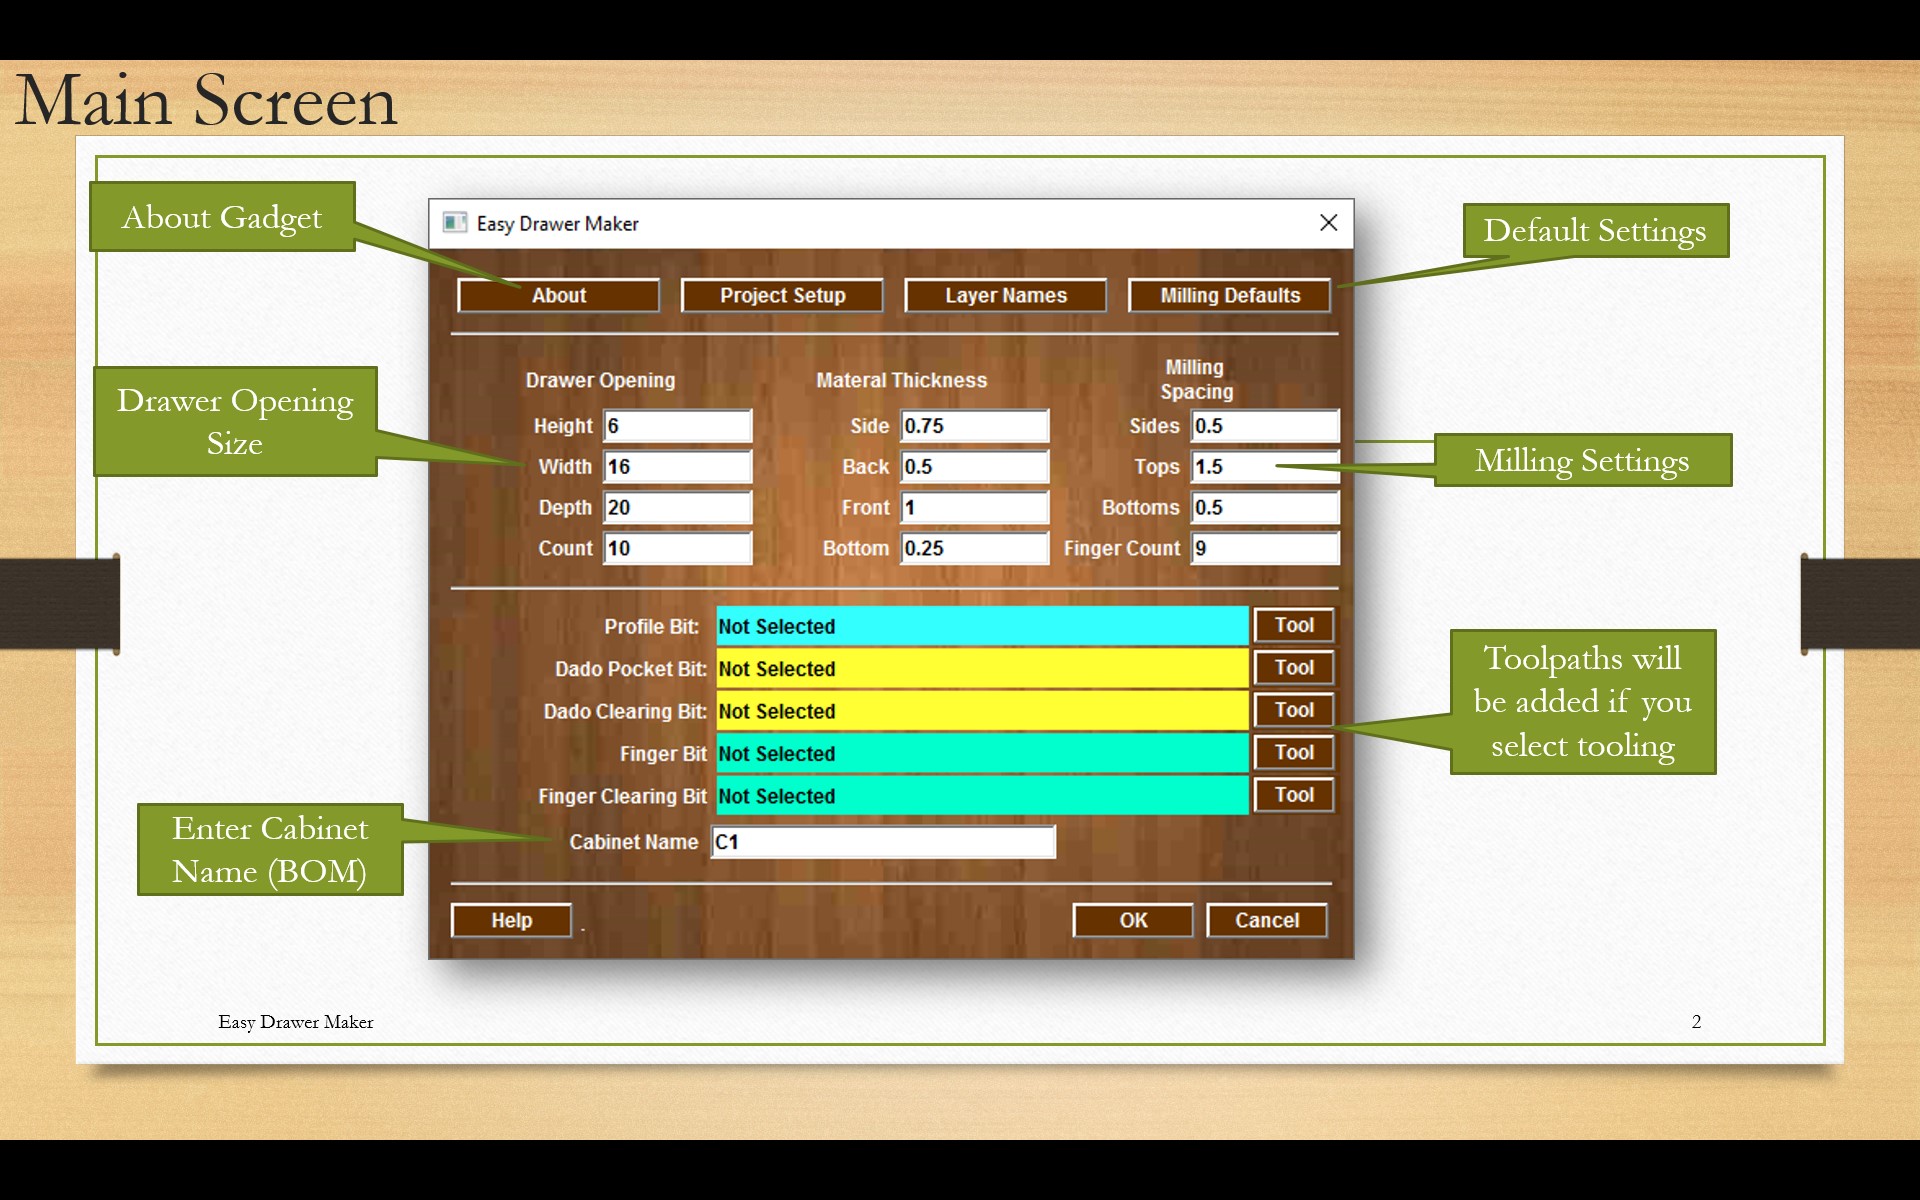 Main Screen
About Gadget
Easy Drawer Maker
Default Settings
About
Project Setup
Layer Names
Milling Defaults
Drawer Opening
Size
Drawer Opening
Height 6
Width 16
Depth 20
Count 10
Materal Thickness
Side 0.75
Back 0.5
Front 1
Bottom 0.25
Milling
Spacing
Sides 0.5
Tops 1.5
Bottoms 0.5
Finger Count 9
Milling Settings
Profile Bit: Not Selected Tool
Dado Pocket Bit: Not Selected Tool
Dado Clearing Bit: Not Selected Tool
Finger Bit Not Selected Tool
Finger Clearing Bit Not Selected Tool
Toolpaths will
be added if you
select tooling
Enter Cabinet
Name (BOM)
Cabinet Name C1
Help .
OK
Cancel
Easy Drawer Maker
2